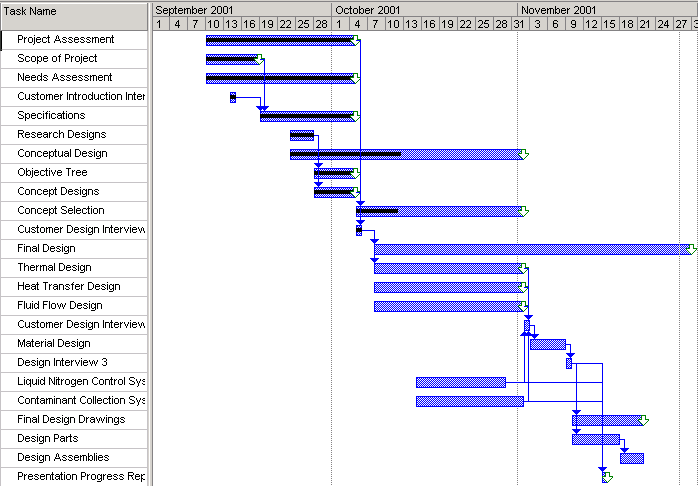 Task Name
September 2001 October 2001 November 2001
1 4 7 10 13 16 19 22 25 28 1 4 7 10 13 16 19 22 25 28 31 3 6 9 12 15 18 21 24 27 3
Project Assessment
Scope of Project
Needs Assessment
Customer Introduction Inter
Specifications
Research Designs
Conceptual Design
Objective Tree
Concept Designs
Concept Selection
Customer Design Interview
Final Design
Thermal Design
Heat Transfer Design
Fluid Flow Design
Customer Design Interview
Material Design
Design Interview 3
Liquid Nitrogen Control Sys
Contaminant Collection Sys
Final Design Drawings
Design Parts
Design Assemblies
Presentation Progress Rep